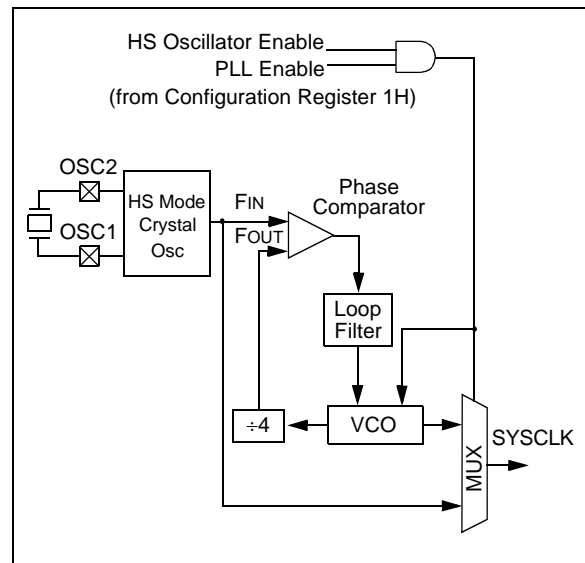 HS Oscillator Enable
PLL Enable
(from Configuration Register 1H)
OSC2
OSC1
HS Mode
Crystal
Osc
FIN
FOUT
Phase
Comparator
Loop
Filter
÷4
VCO
MUX
SYSCLK